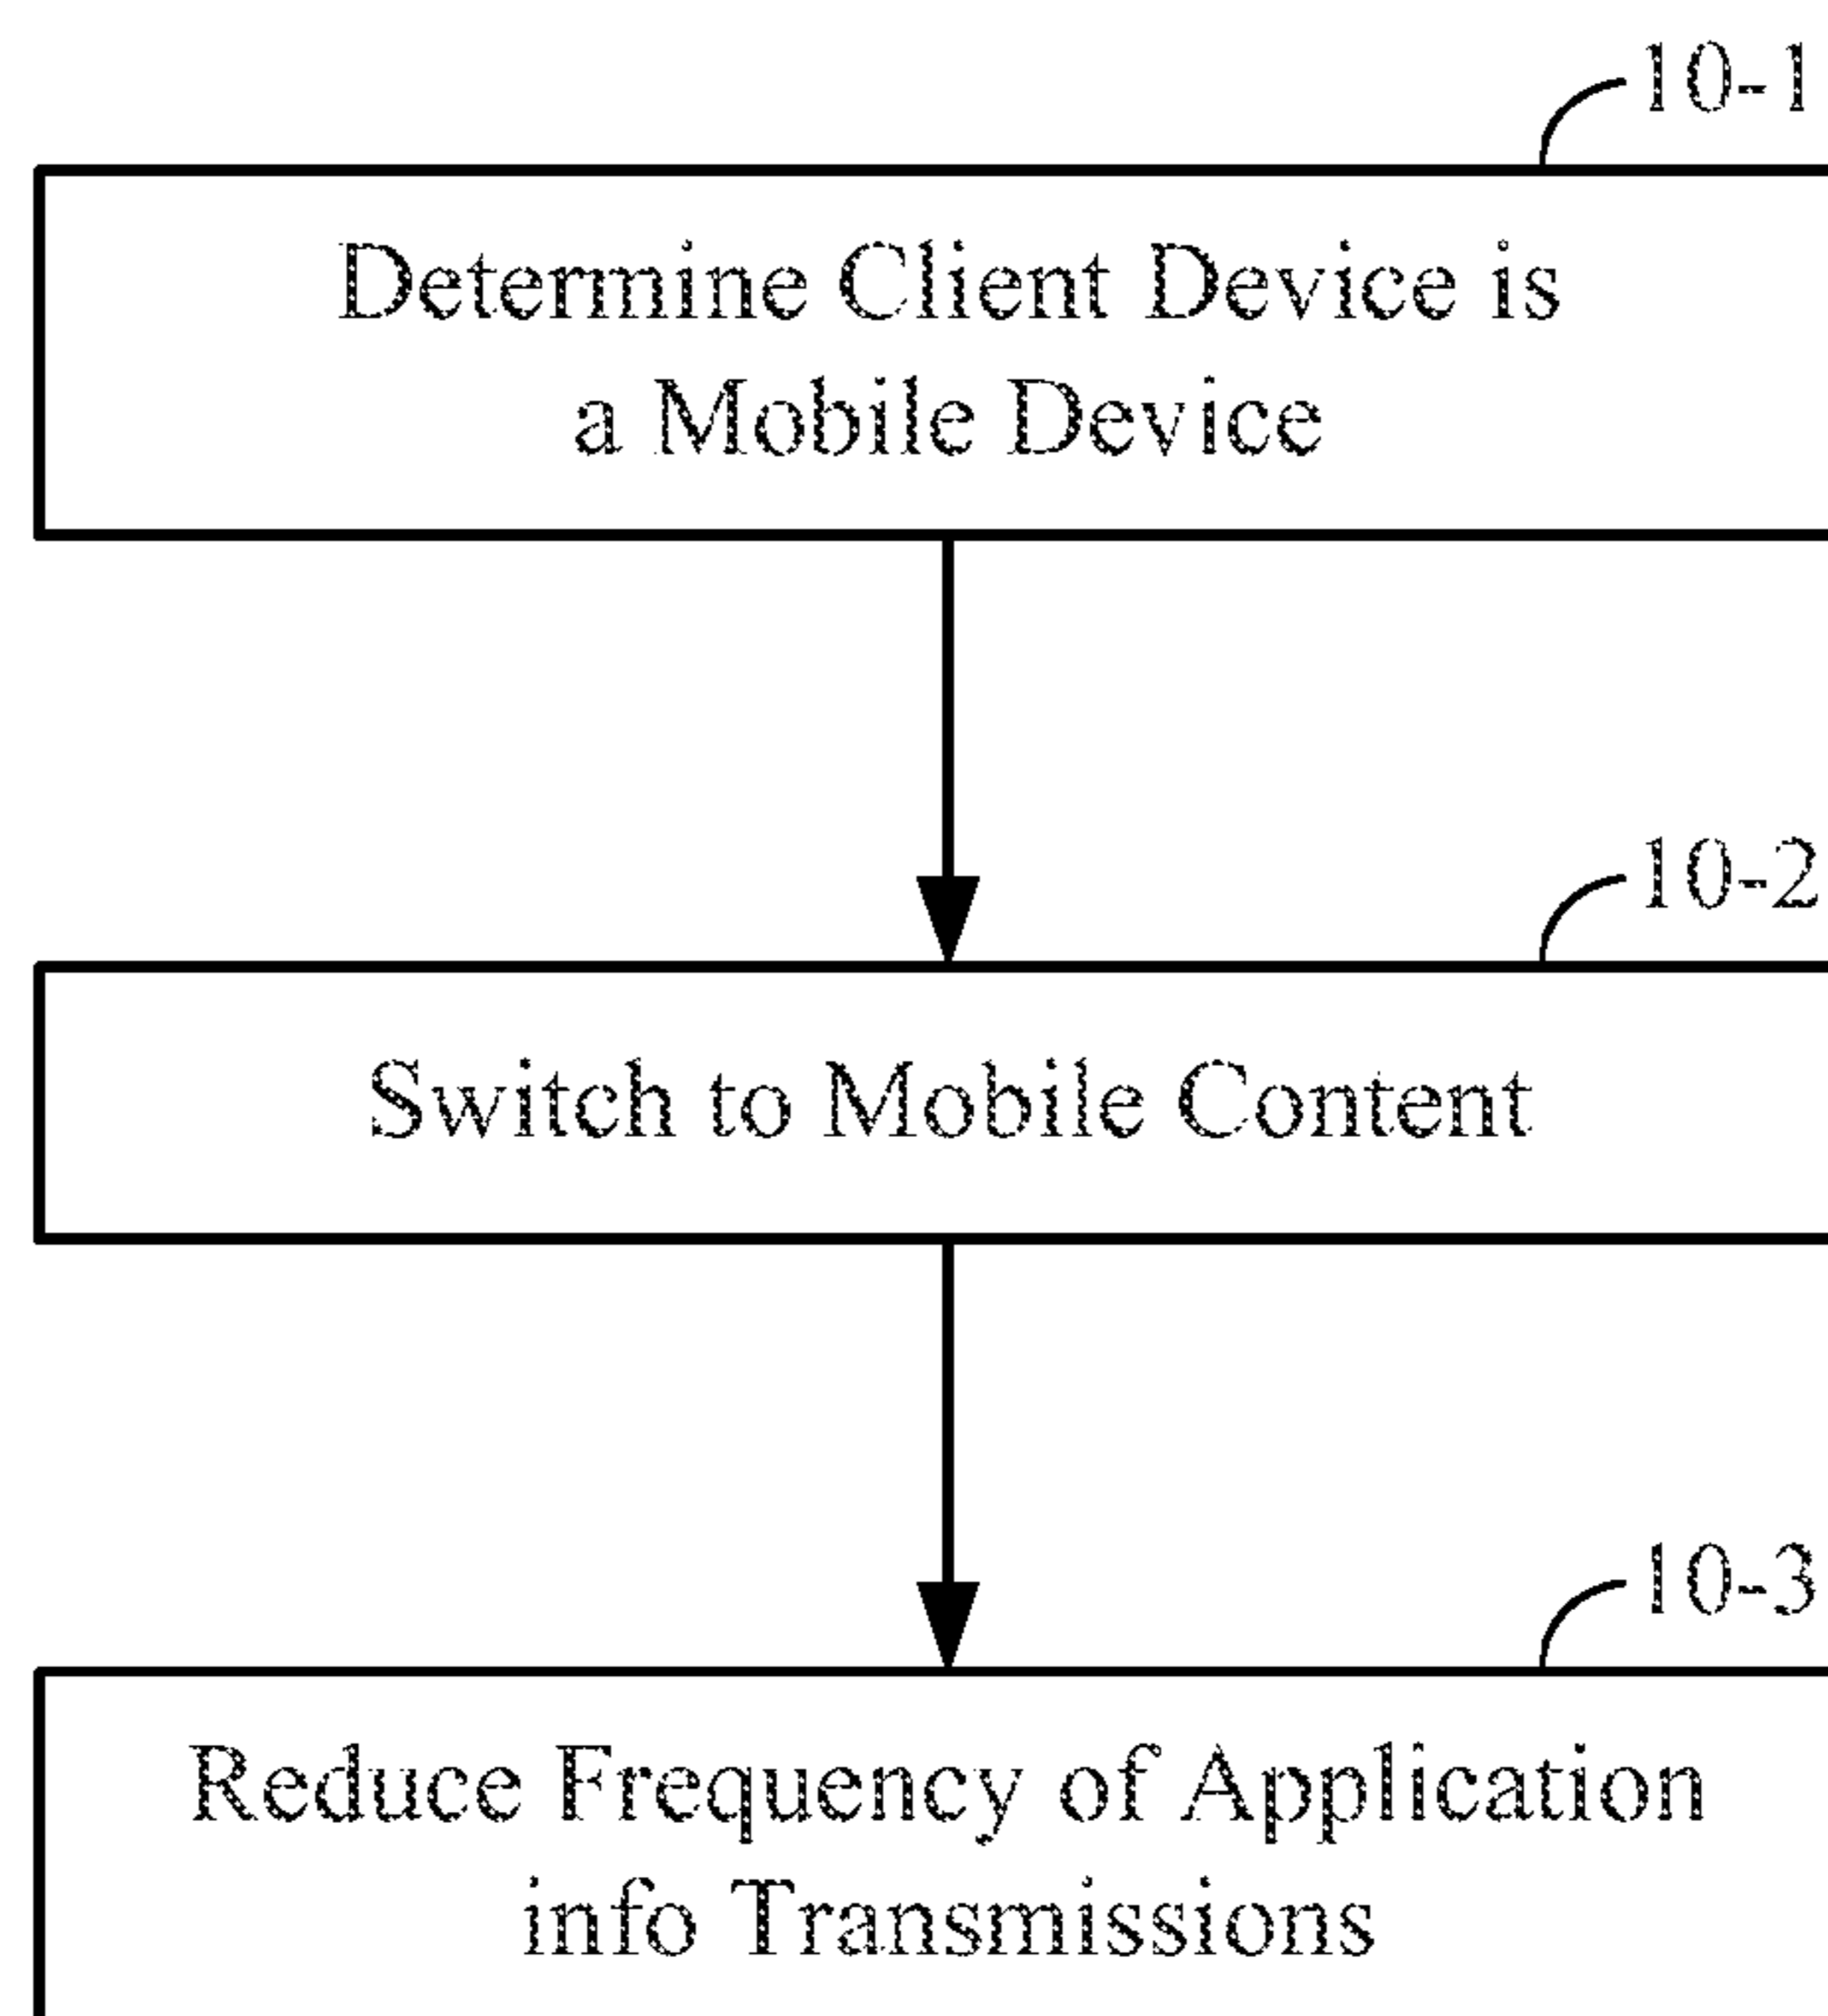 10-1
Determine Client Device is
a Mobile Device
10-2
Switch to Mobile Content
10-3
Reduce Frequency of Application
info Transmissions